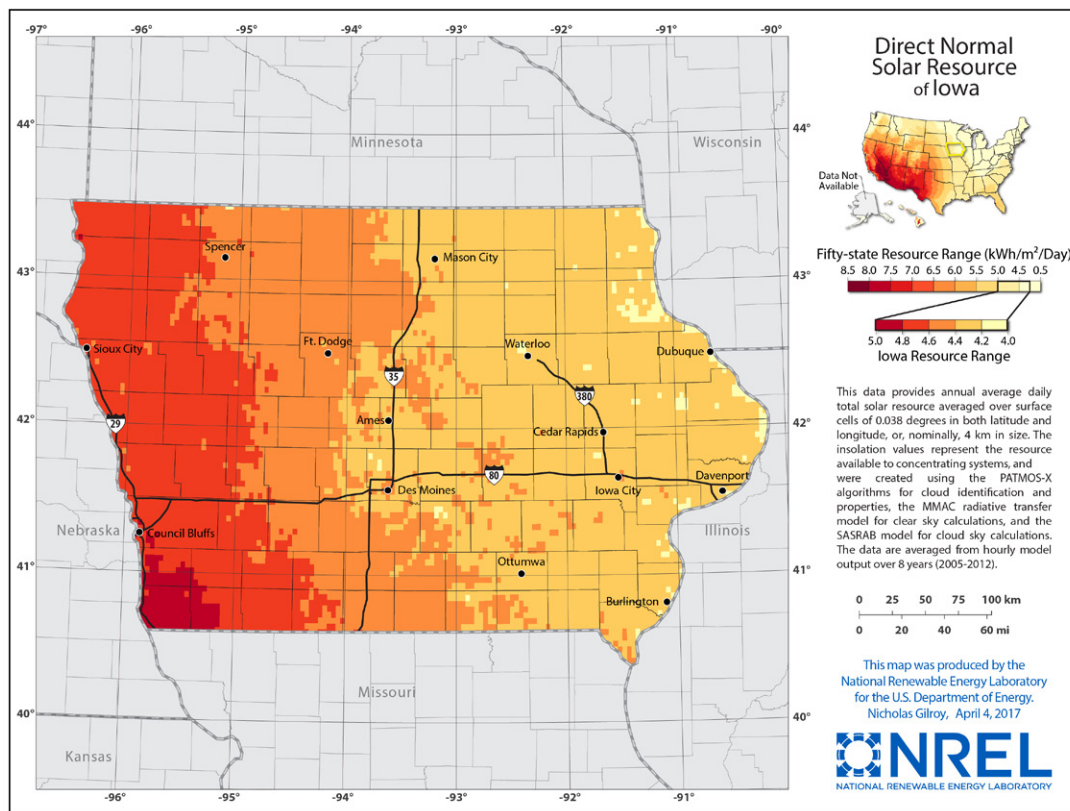 -97° -96° -95° -94° -93° -92° -91° -90°
Direct Normal
Solar Resource
of Iowa
44° 44°
Minnesota
Wisconsin
Data Not
Available
Spencer
Mason City
43° 43°
Fifty-state Resource Range (kWh/m²/Day)
8.5 8.0 7.5 7.0 6.5 6.0 5.5 5.0 4.5 0.5
5.0 4.8 4.6 4.4 4.2 4.0
Iowa Resource Range
Sioux City
Ft. Dodge
Waterloo
Dubuque
35
380
29
42° 42°
Ames
Cedar Rapids
80
Davenport
Des Moines
Iowa City
Nebraska
Council Bluffs
Illinois
41° 41°
Ottumwa
Burlington
This data provides annual average daily
total solar resource averaged over surface
cells of 0.038 degrees in both latitude and
longitude, or, nominally, 4 km in size. The
insolation values represent the resource
available to concentrating systems, and
were created using the PATMOS-X
algorithms for cloud identification and
properties, the MMAC radiative transfer
model for clear sky calculations, and the
SASRAB model for cloud sky calculations.
The data are averaged from hourly model
output over 8 years (2005-2012).
0 25 50 75 100 km
0 20 40 60 mi
Missouri
40° 40°
Kansas
This map was produced by the
National Renewable Energy Laboratory
for the U.S. Department of Energy.
Nicholas Gilroy, April 4, 2017
NREL
NATIONAL RENEWABLE ENERGY LABORATORY
-96° -95° -94° -93° -92° -91°